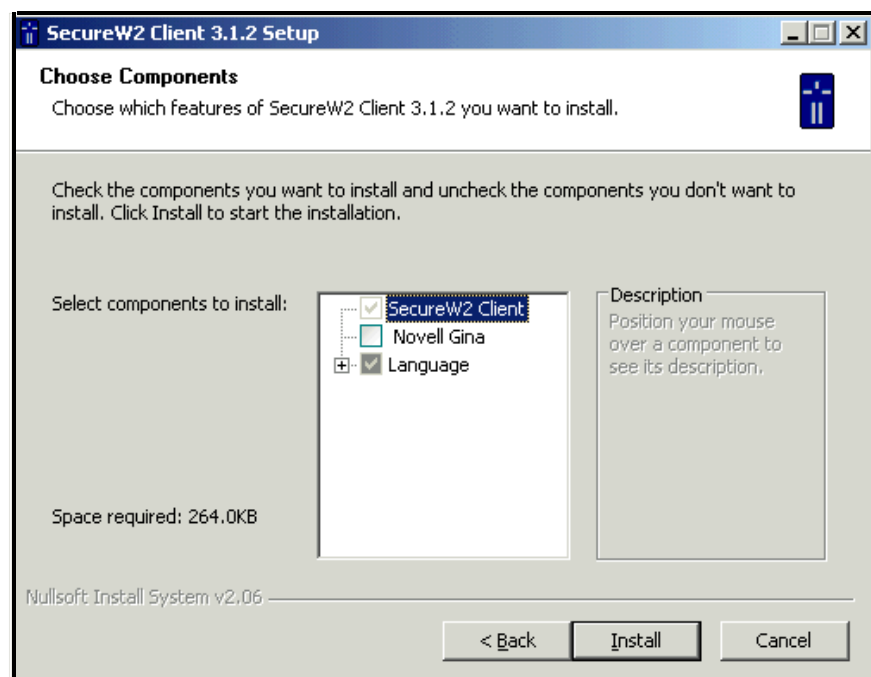 SecureW2 Client 3.1.2 Setup
Choose Components
Choose which features of SecureW2 Client 3.1.2 you want to install.
Check the components you want to install and uncheck the components you don't want to
install. Click Install to start the installation.
Select components to install:
SecureW2 Client
Novell Gina
Language
Description
Position your mouse
over a component to
see its description.
Space required: 264.0KB
Nullsoft Install System v2.06
< Back
Install
Cancel